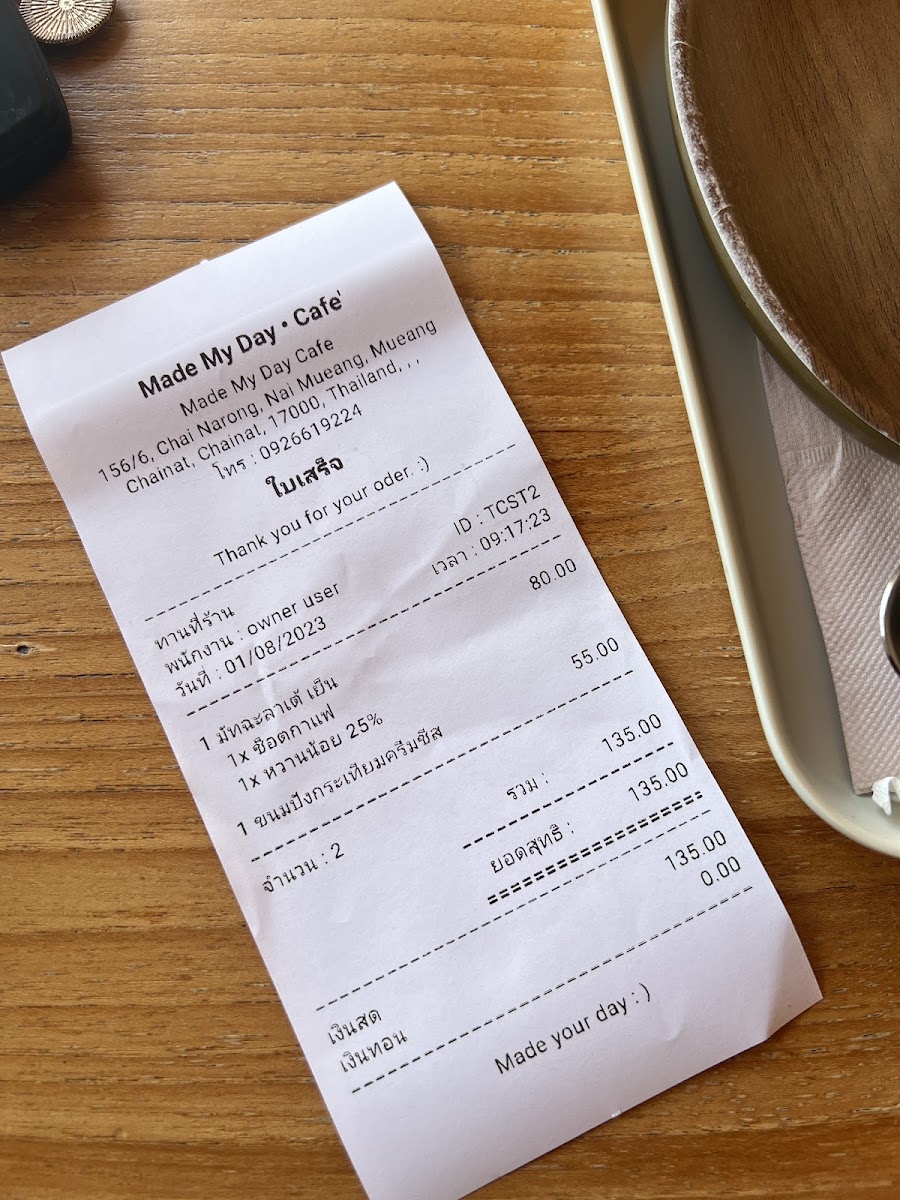 Made My Day • Cafe'
Made My Day Cafe
156/6, Chai Narong, Nai Mueang, Mueang
Chainat, Chainat, 17000, Thailand, , ,
โทร : 0926619224
ใบเสร็จ
Thank you for your oder. :)
ทานที่ร้าน ID : TCST2
พนักงาน : owner user เวลา : 09:17:23
วันที่ : 01/08/2023
1 มัทฉะลาเต้ เย็น 80.00
1x ช็อตกาแฟ
1x หวานน้อย 25%
1 ขนมปังกระเทียมครีมชีส 55.00
จำนวน : 2 รวม : 135.00
ยอดสุทธิ : 135.00
เงินสด 135.00
เงินทอน 0.00
Made your day : )